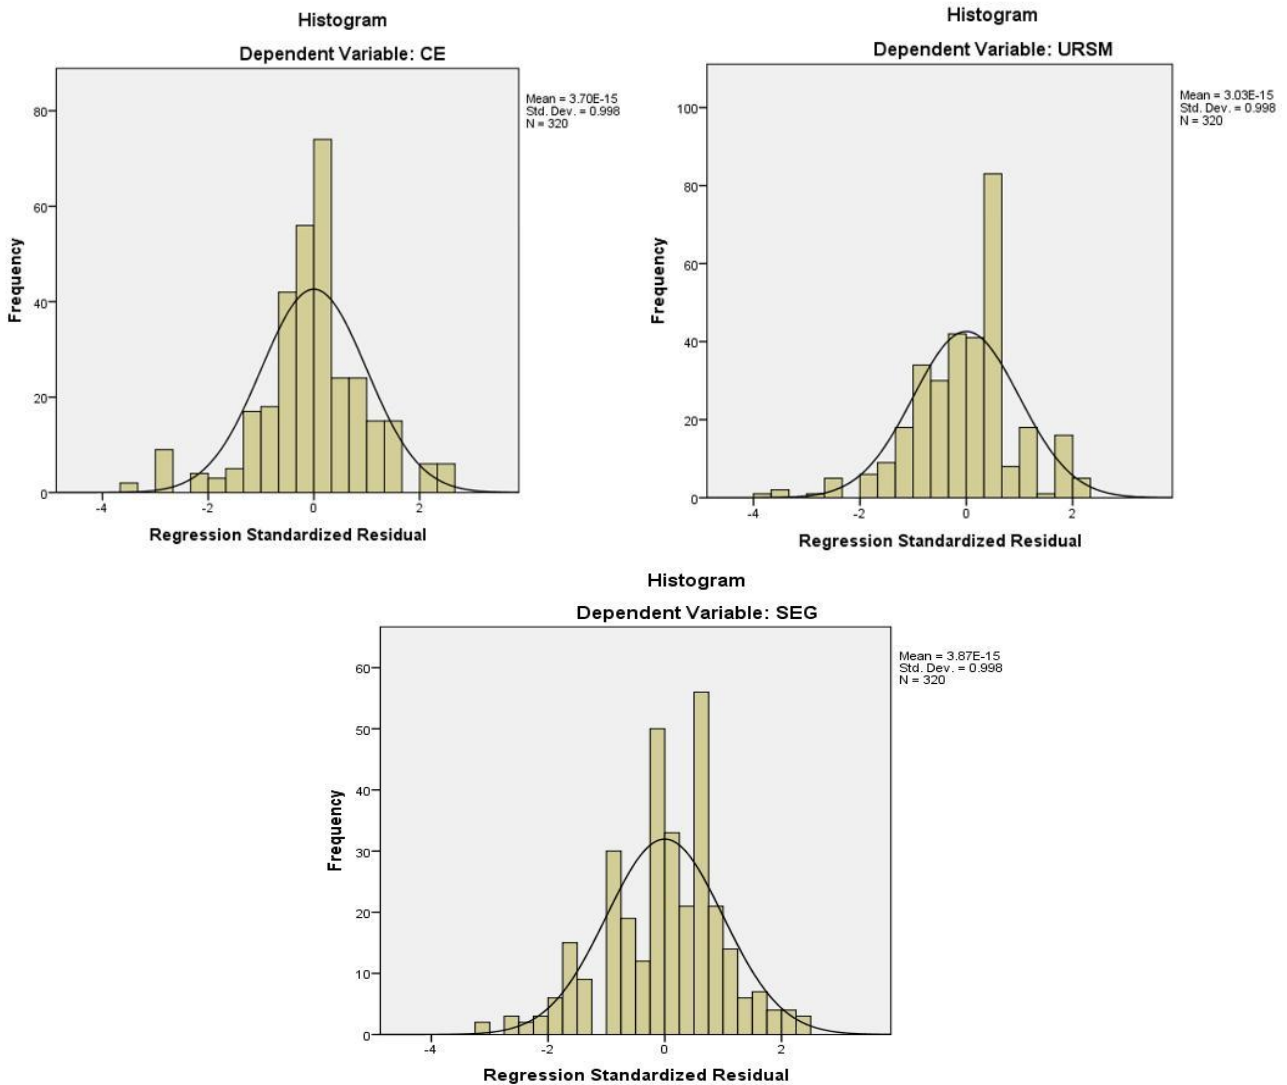 Histogram
Dependent Variable: CE
Mean = 3.70E-15
Std. Dev. = 0.998
N = 320
80
60
40
20
0
Frequency
-4 -2 0 2
Regression Standardized Residual
Histogram
Dependent Variable: URSM
Mean = 3.03E-15
Std. Dev. = 0.998
N = 320
100
80
60
40
20
0
Frequency
-4 -2 0 2
Regression Standardized Residual
Histogram
Dependent Variable: SEG
Mean = 3.87E-15
Std. Dev. = 0.998
N = 320
60
50
40
30
20
10
0
Frequency
-4 -2 0 2
Regression Standardized Residual